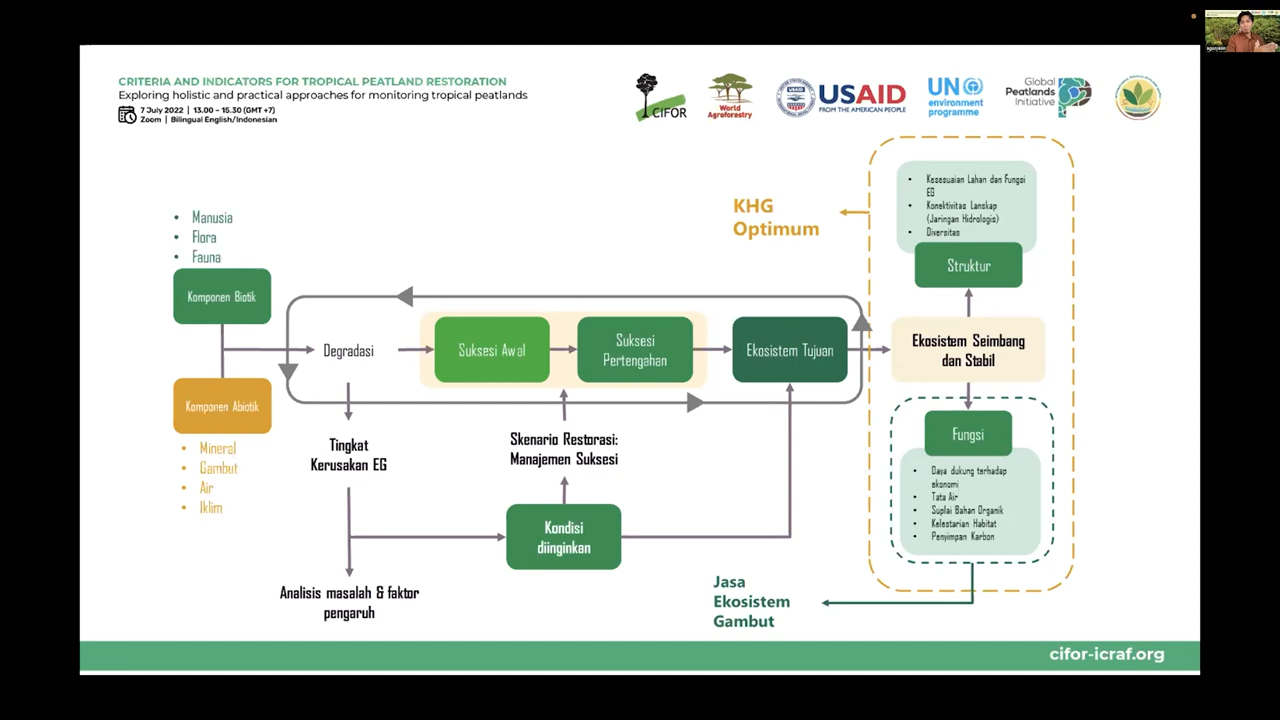 CRITERIA AND INDICATORS FOR TROPICAL PEATLAND RESTORATION
Exploring holistic and practical approaches for monitoring tropical peatlands
7 July 2022 | 13.00 - 15.30 (GMT +7)
Zoom | Bilingual English/Indonesian
CIFOR
World
Agroforestry
USAID
FROM THE AMERICAN PEOPLE
UN
environment
programme
Global
Peatlands
Initiative
• Manusia
• Flora
• Fauna
Komponen Biotik
Komponen Abiotik
• Mineral
• Gambut
• Air
• Iklim
Degradasi
Suksesi Awal
Suksesi
Pertengahan
Ekosistem Tujuan
Tingkat
Kerusakan EG
Analisis masalah & faktor
pengaruh
Skenario Restorasi:
Manajemen Suksesi
Kondisi
diinginkan
KHG
Optimum
• Kesesuaian Lahan dan Fungsi
EG
• Konektivitas Lanskap
(Jaringan Hidrologis)
• Diversitas
Struktur
Ekosistem Seimbang
dan Stabil
Fungsi
• Daya dukung terhadap
ekonomi
• Tata Air
• Suplai Bahan Organik
• Kelestarian Habitat
• Penyimpan Karbon
Jasa
Ekosistem
Gambut
cifor-icraf.org